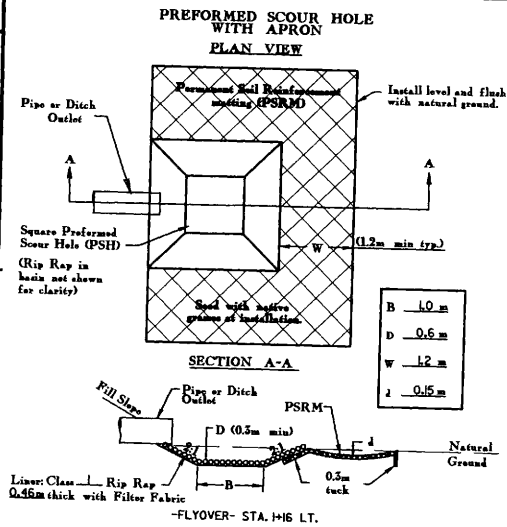 PREFORMED SCOUR HOLE
WITH APRON
PLAN VIEW
Permanent Soil Reinforcement
matting (PSRM)
Install level and flush
with natural ground.
Pipe or Ditch
Outlet
A
A
Square Preformed
Scour Hole (PSH)
(Rip Rap in
basin not shown
for clarity)
W
(1.2m min typ.)
Seed with native
grasses at installation.
B 1.0 m
D 0.6 m
W 1.2 m
d 0.15 m
SECTION A-A
Fill Slope
Pipe or Ditch
Outlet
PSRM
D (0.3m min)
d
Natural
Ground
Liner: Class I Rip Rap
0.46m thick with Filter Fabric
B
0.3m
tuck
-FLYOVER- STA. 1+16 LT.